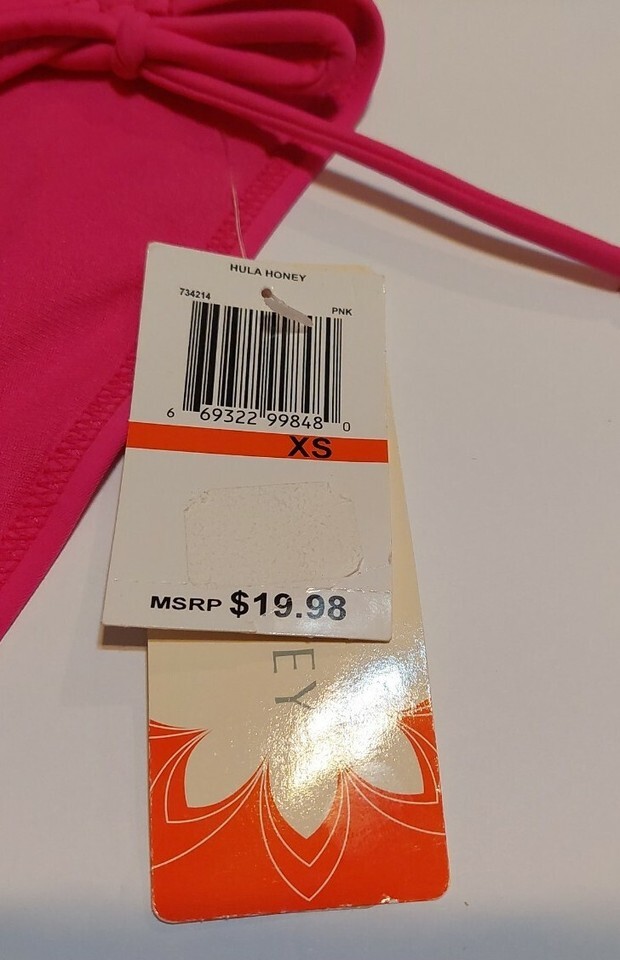 HULA HONEY
734214 PNK
6 69322 99848 0
XS
MSRP $19.98
EY